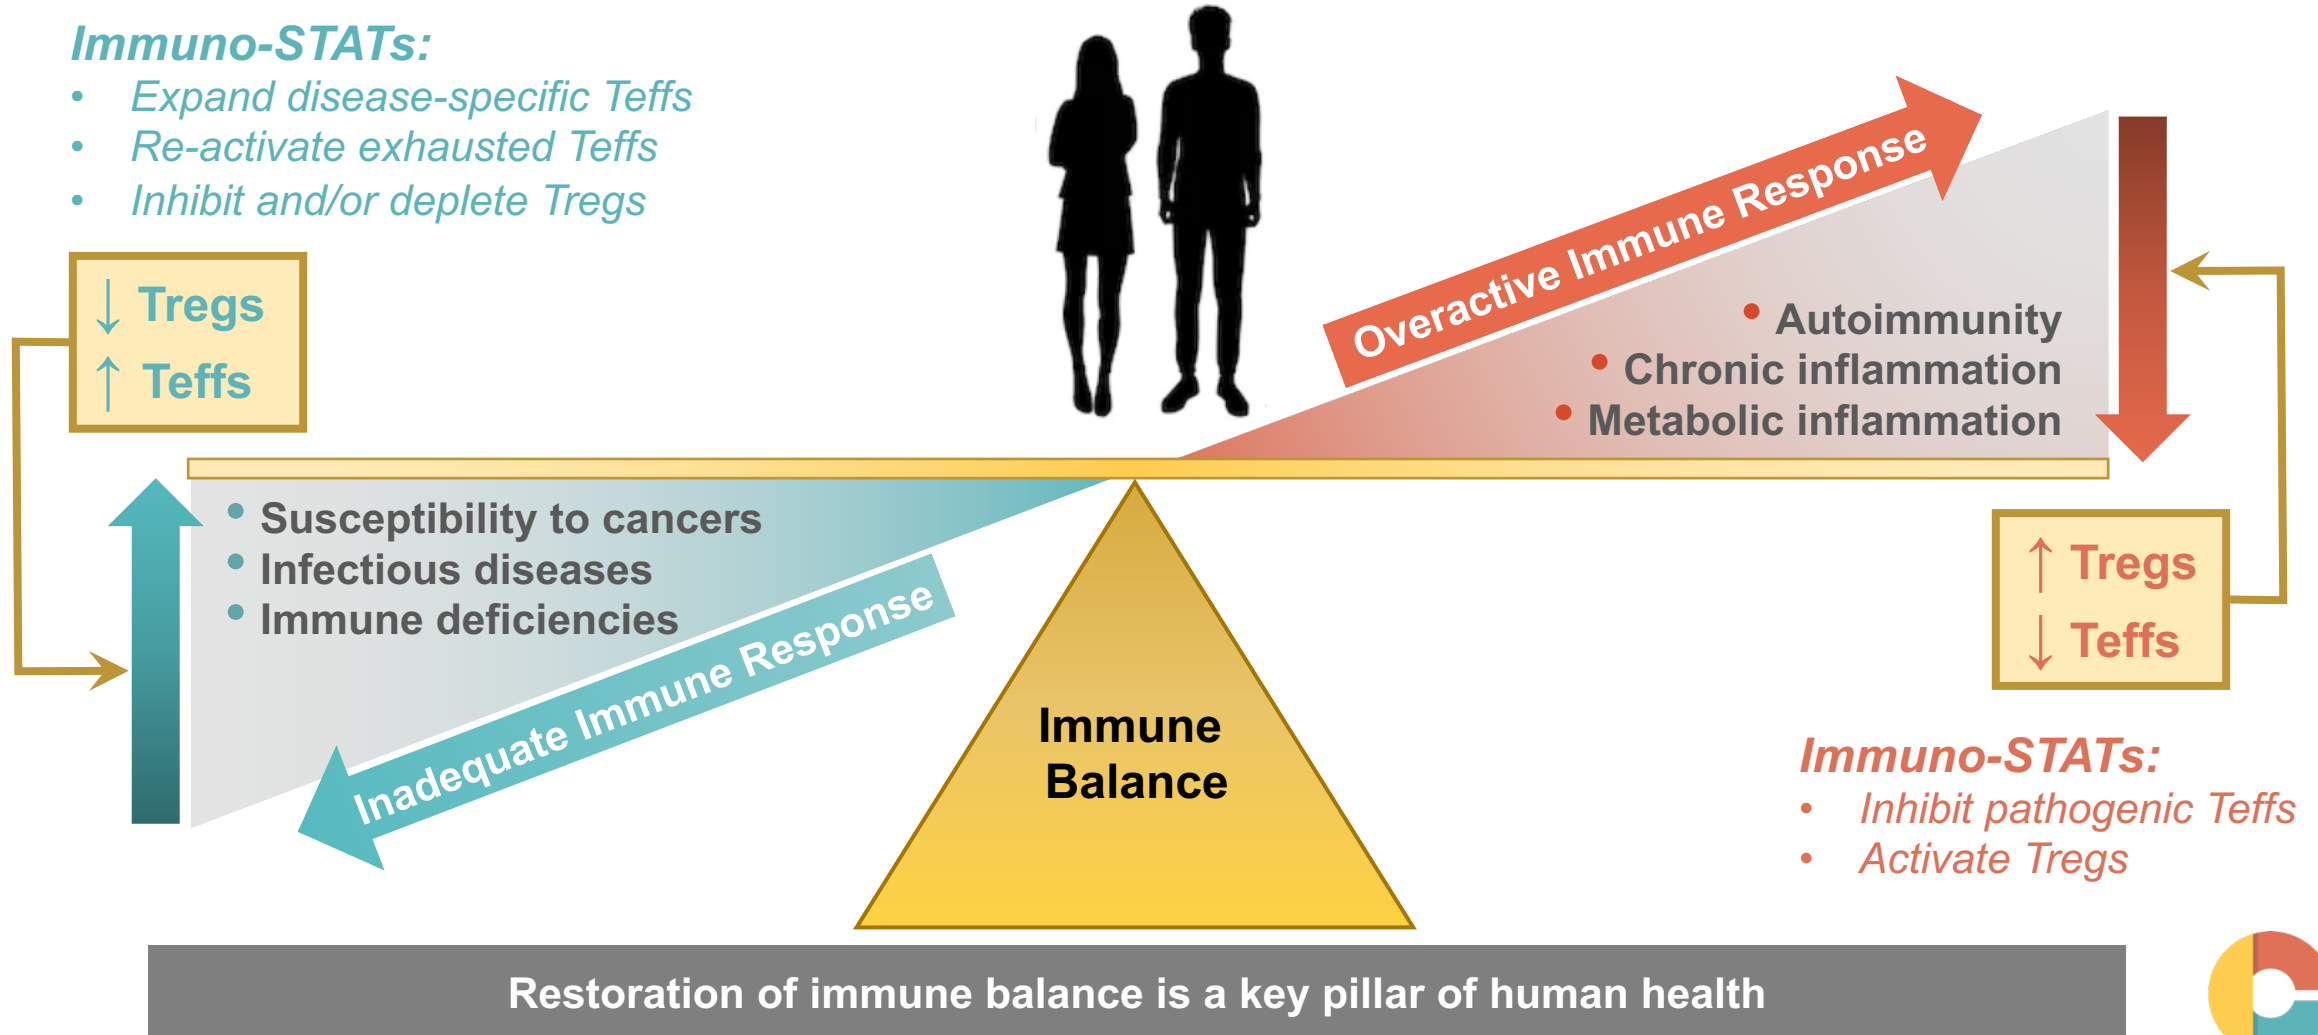 Immuno-STATs:
• Expand disease-specific Teffs
• Re-activate exhausted Teffs
• Inhibit and/or deplete Tregs
↓ Tregs
↑ Teffs
Overactive Immune Response
• Autoimmunity
• Chronic inflammation
• Metabolic inflammation
• Susceptibility to cancers
• Infectious diseases
• Immune deficiencies
Inadequate Immune Response
Immune
Balance
↑ Tregs
↓ Teffs
Immuno-STATs:
• Inhibit pathogenic Teffs
• Activate Tregs
Restoration of immune balance is a key pillar of human health